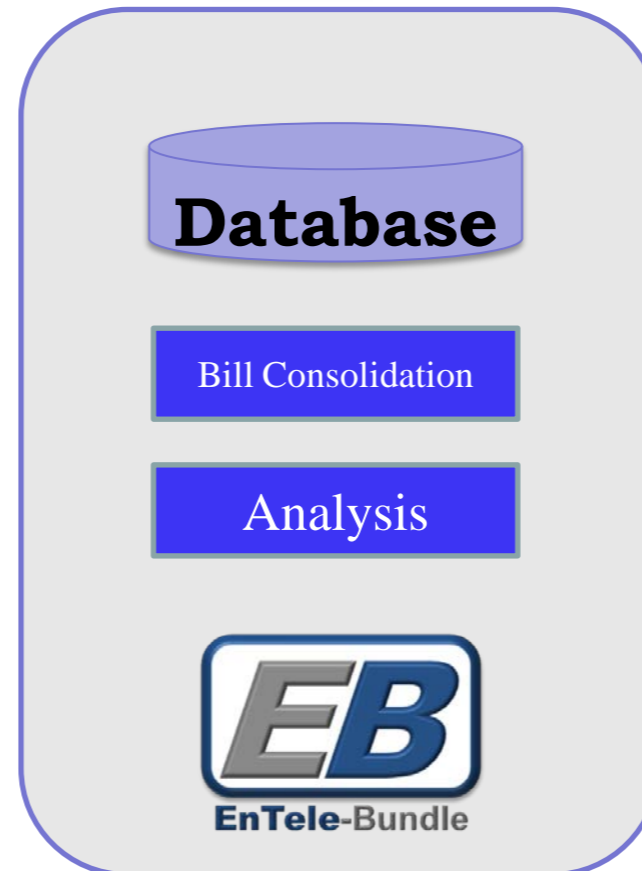 Database
Bill Consolidation
Analysis
EB
EnTele-Bundle